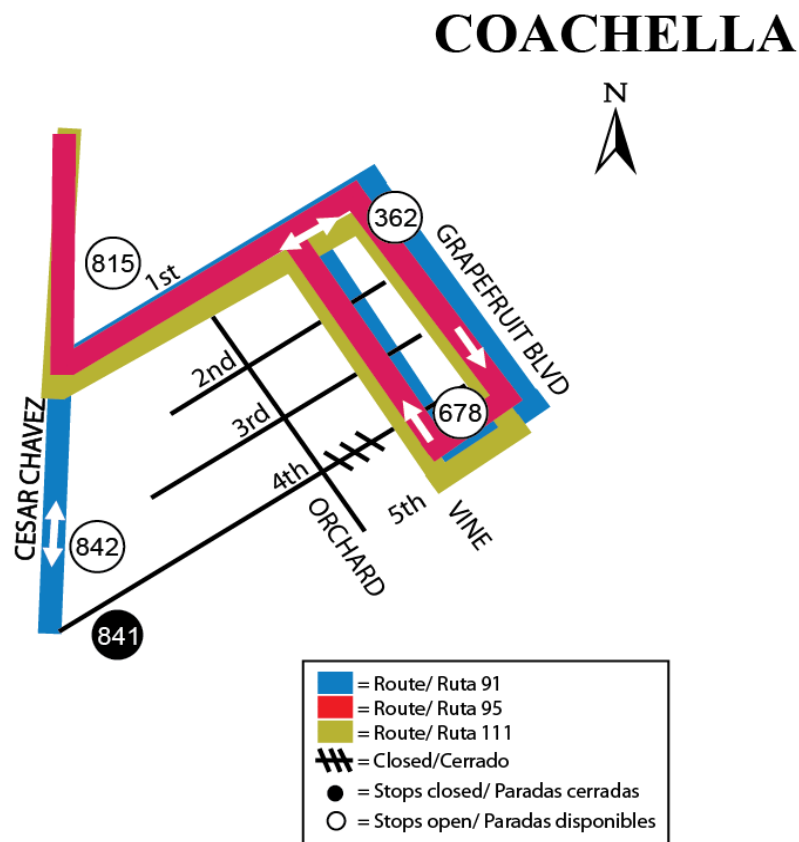 COACHELLA
N
362
815
1st
GRAPEFRUIT BLVD
2nd
3rd
678
CESAR CHAVEZ
4th
5th
VINE
ORCHARD
842
841
= Route/ Ruta 91
= Route/ Ruta 95
= Route/ Ruta 111
= Closed/Cerrado
= Stops closed/ Paradas cerradas
= Stops open/ Paradas disponibles